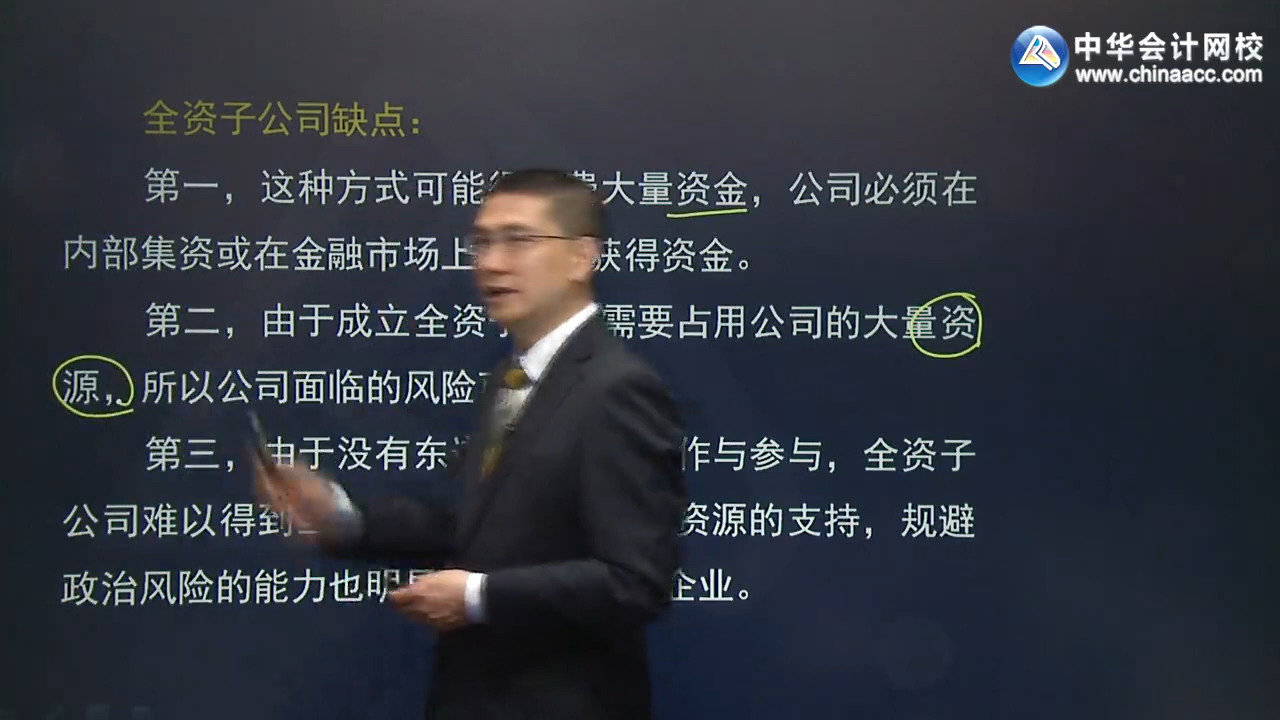 中华会计网校
www.chinaacc.com
全资子公司缺点：
第一，这种方式可能 大量资金，公司必须在
内部集资或在金融市场上 获得资金。
第二，由于成立全资 需要占用公司的大量资
源，所以公司面临的风险
第三，由于没有东 作与参与，全资子
公司难以得到 资源的支持，规避
政治风险的能力也明 企业。